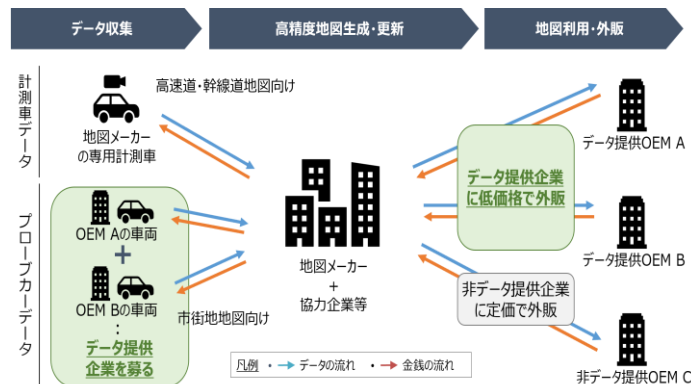 データ収集
高精度地図生成・更新
地図利用・外販
計測車データ
高速道・幹線道地図向け
地図メーカー
の専用計測車
プローブカーデータ
OEM Aの車両
+
OEM Bの車両
:
データ提供
企業を募る
市街地地図向け
地図メーカー
+
協力企業等
データ提供企業
に低価格で外販
非データ提供企業
に定価で外販
データ提供OEM A
データ提供OEM B
非データ提供OEM C
凡例 ・ データの流れ ・ 金銭の流れ